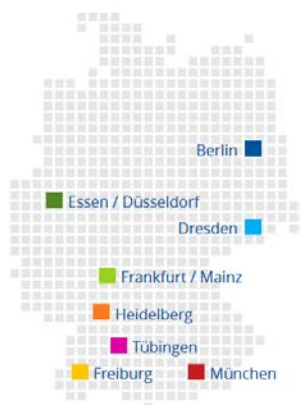 Berlin
Essen / Düsseldorf
Dresden
Frankfurt / Mainz
Heidelberg
Tübingen
Freiburg
München